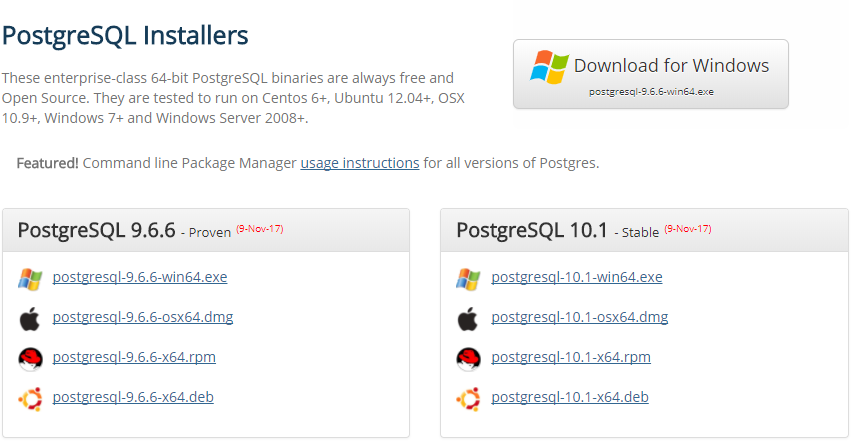 PostgreSQL Installers
These enterprise-class 64-bit PostgreSQL binaries are always free and
Open Source. They are tested to run on Centos 6+, Ubuntu 12.04+, OSX
10.9+, Windows 7+ and Windows Server 2008+.
Download for Windows
postgresql-9.6.6-win64.exe
Featured! Command line Package Manager usage instructions for all versions of Postgres.
PostgreSQL 9.6.6 - Proven (9-Nov-17)
postgresql-9.6.6-win64.exe
postgresql-9.6.6-osx64.dmg
postgresql-9.6.6-x64.rpm
postgresql-9.6.6-x64.deb
PostgreSQL 10.1 - Stable (9-Nov-17)
postgresql-10.1-win64.exe
postgresql-10.1-osx64.dmg
postgresql-10.1-x64.rpm
postgresql-10.1-x64.deb